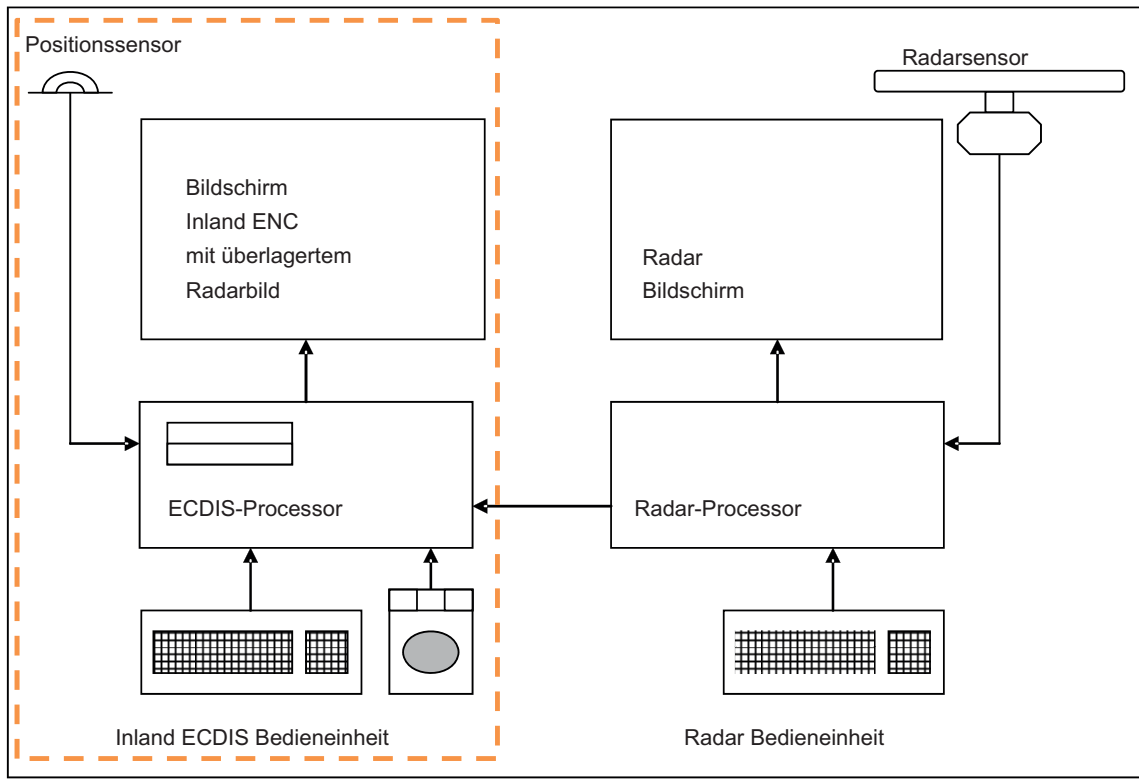 Positionssensor
Radarsensor
Bildschirm
Inland ENC
mit überlagertem
Radarbild
Radar
Bildschirm
ECDIS-Processor
Radar-Processor
Inland ECDIS Bedieneinheit
Radar Bedieneinheit